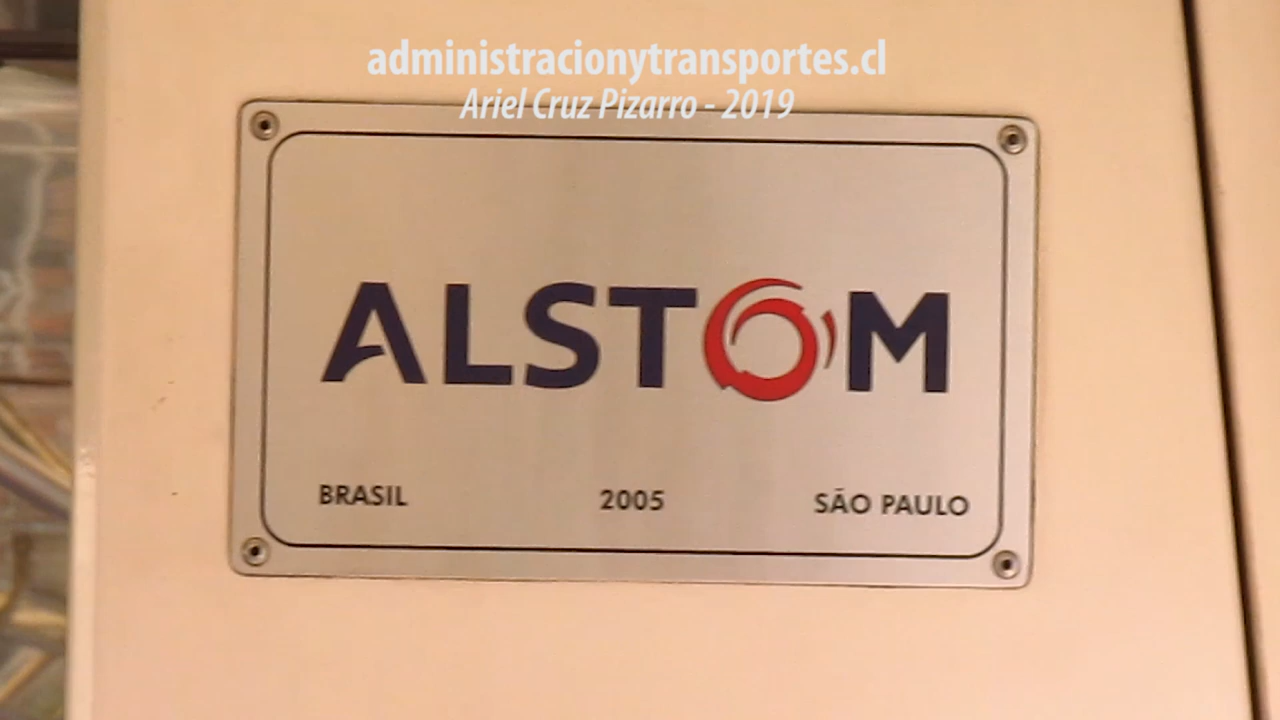 administracionytransportes.cl
Ariel Cruz Pizarro - 2019
ALSTOM
BRASIL 2005 SÃO PAULO